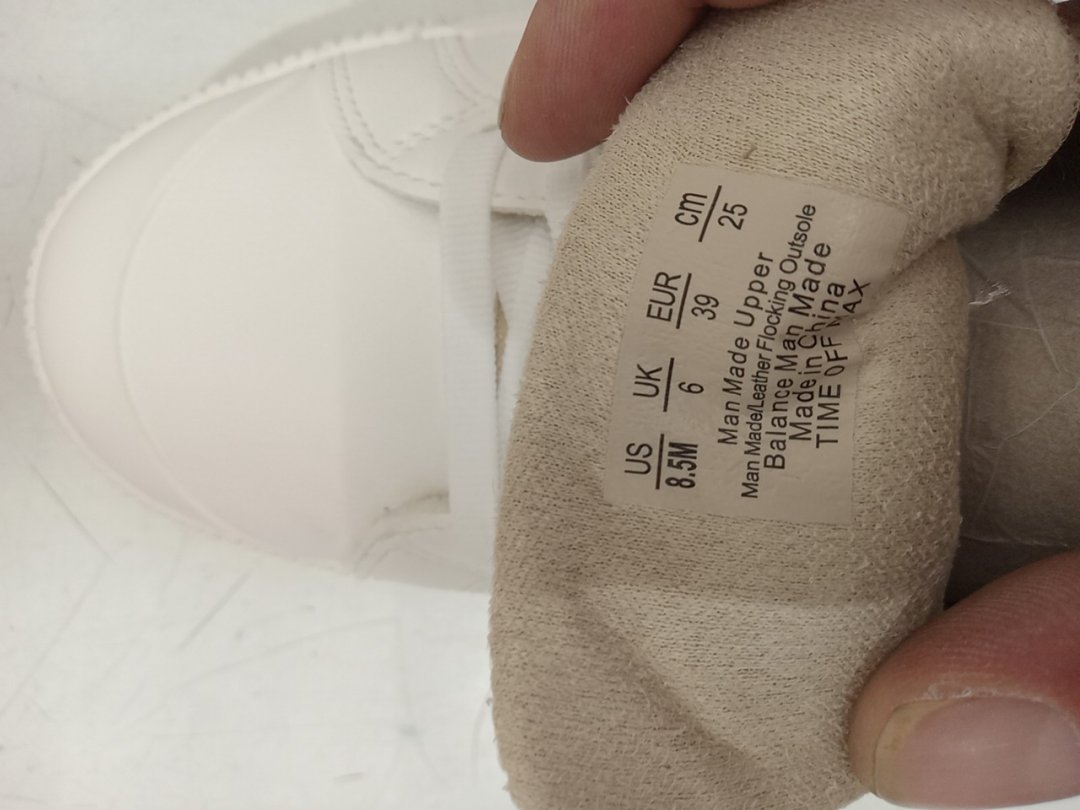 US UK EUR cm
8.5M 6 39 25
Man Made Upper
Man Made/Leather Flocking Outsole
Balance Man Made
Made in China
TIME OFF MAX